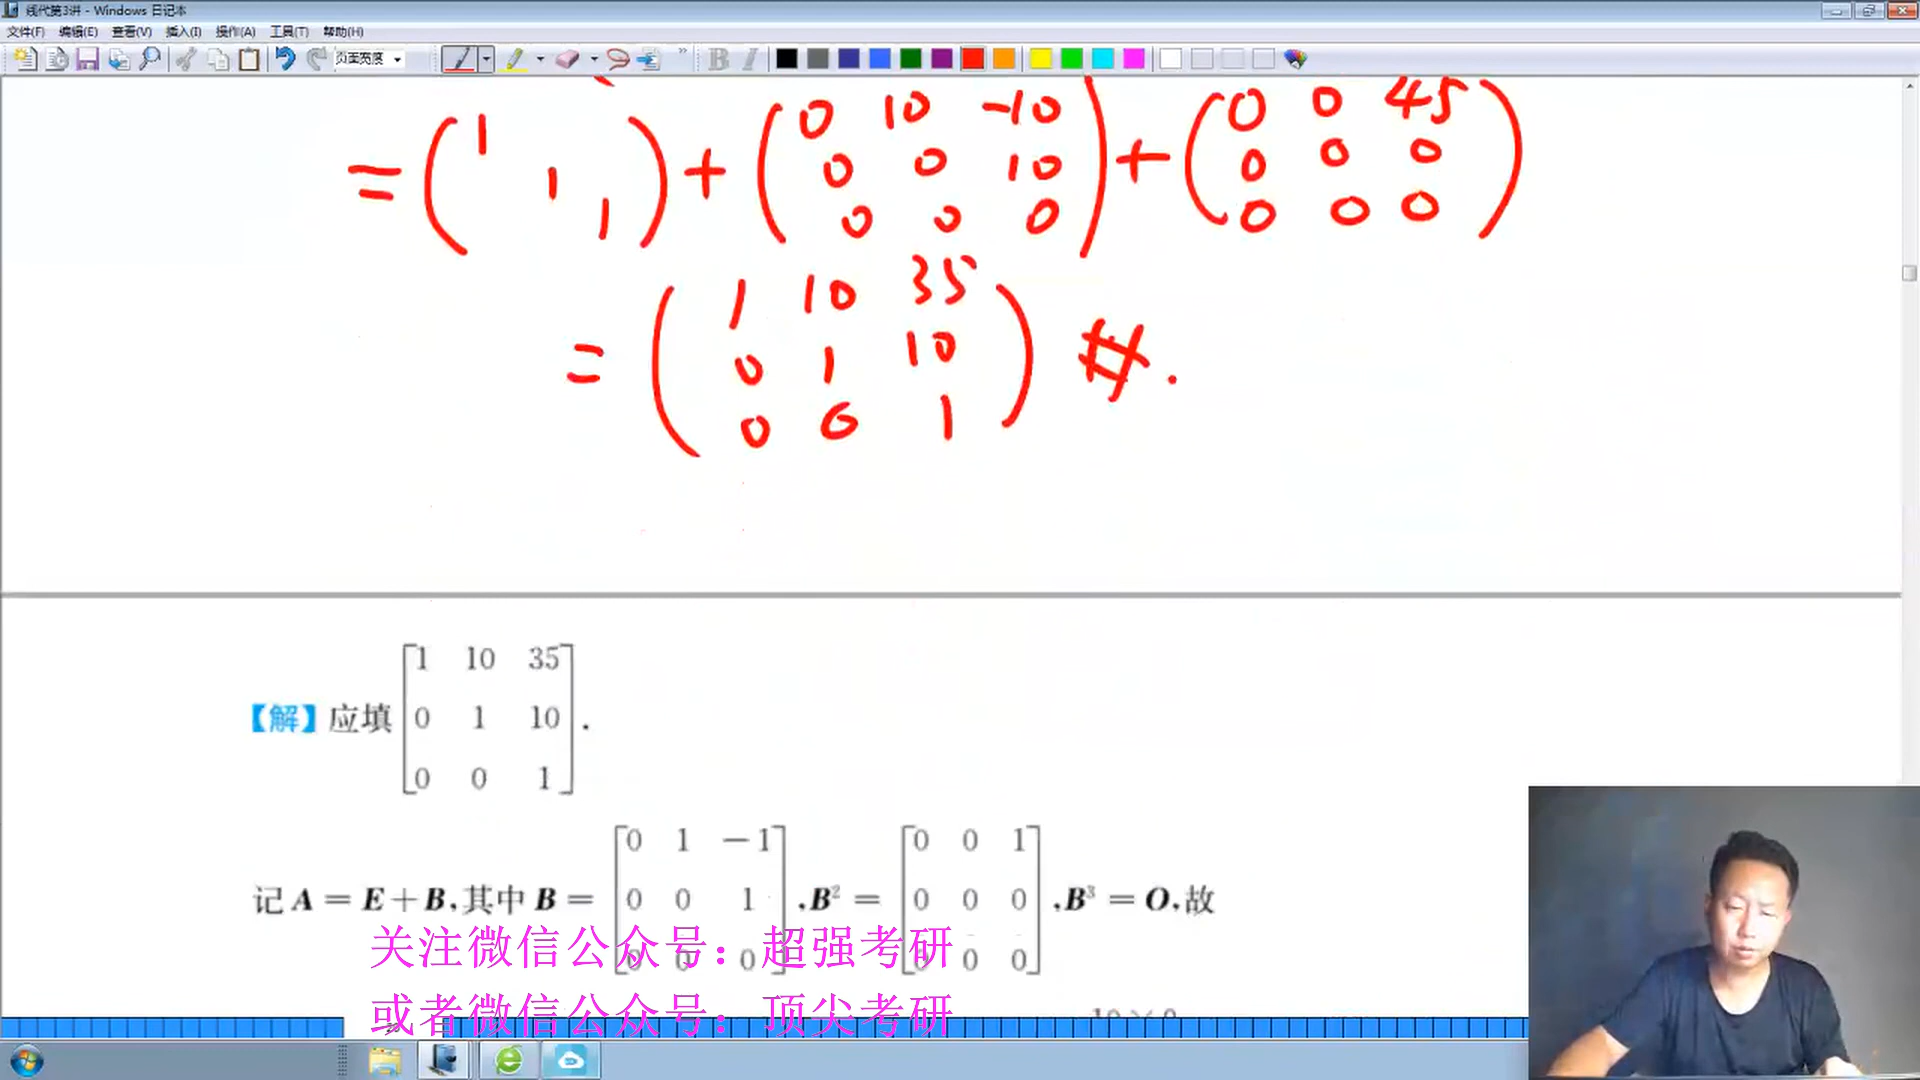 线代第3讲 - Windows 日记本
文件(F) 编辑(E) 查看(V) 插入(I) 操作(A) 工具(T) 帮助(H)
页面宽度 B I
= ( 1 1 1 ) + ( 0 10 -10 0 0 10 0 0 0 ) + ( 0 0 45 0 0 0 0 0 0 )
= ( 1 10 35 0 1 10 0 0 1 ) #.
1 10 35
【解】应填 0 1 10 .
0 0 1
0 1 −1 0 0 1
记 A = E + B,其中 B = 0 0 1 ,B² = 0 0 0 ,B³ = O,故
0 0 0 0 0 0
关注微信公众号：超强考研
或者微信公众号：顶尖考研